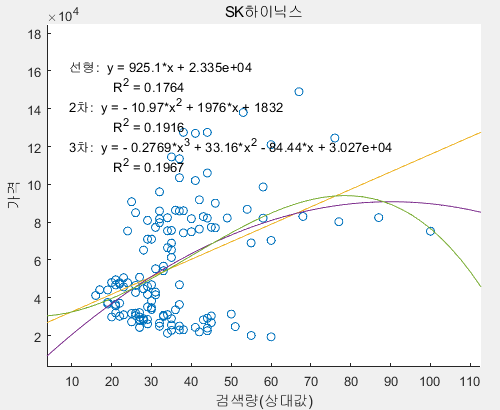 SK하이닉스
×10⁴
18
16
14
12
10
8
6
4
2
선형: y = 925.1*x + 2.335e+04
R² = 0.1764
2차: y = - 10.97*x² + 1976*x + 1832
R² = 0.1916
3차: y = - 0.2769*x³ + 33.16*x² - 84.44*x + 3.027e+04
R² = 0.1967
가격
10 20 30 40 50 60 70 80 90 100 110
검색량(상대값)